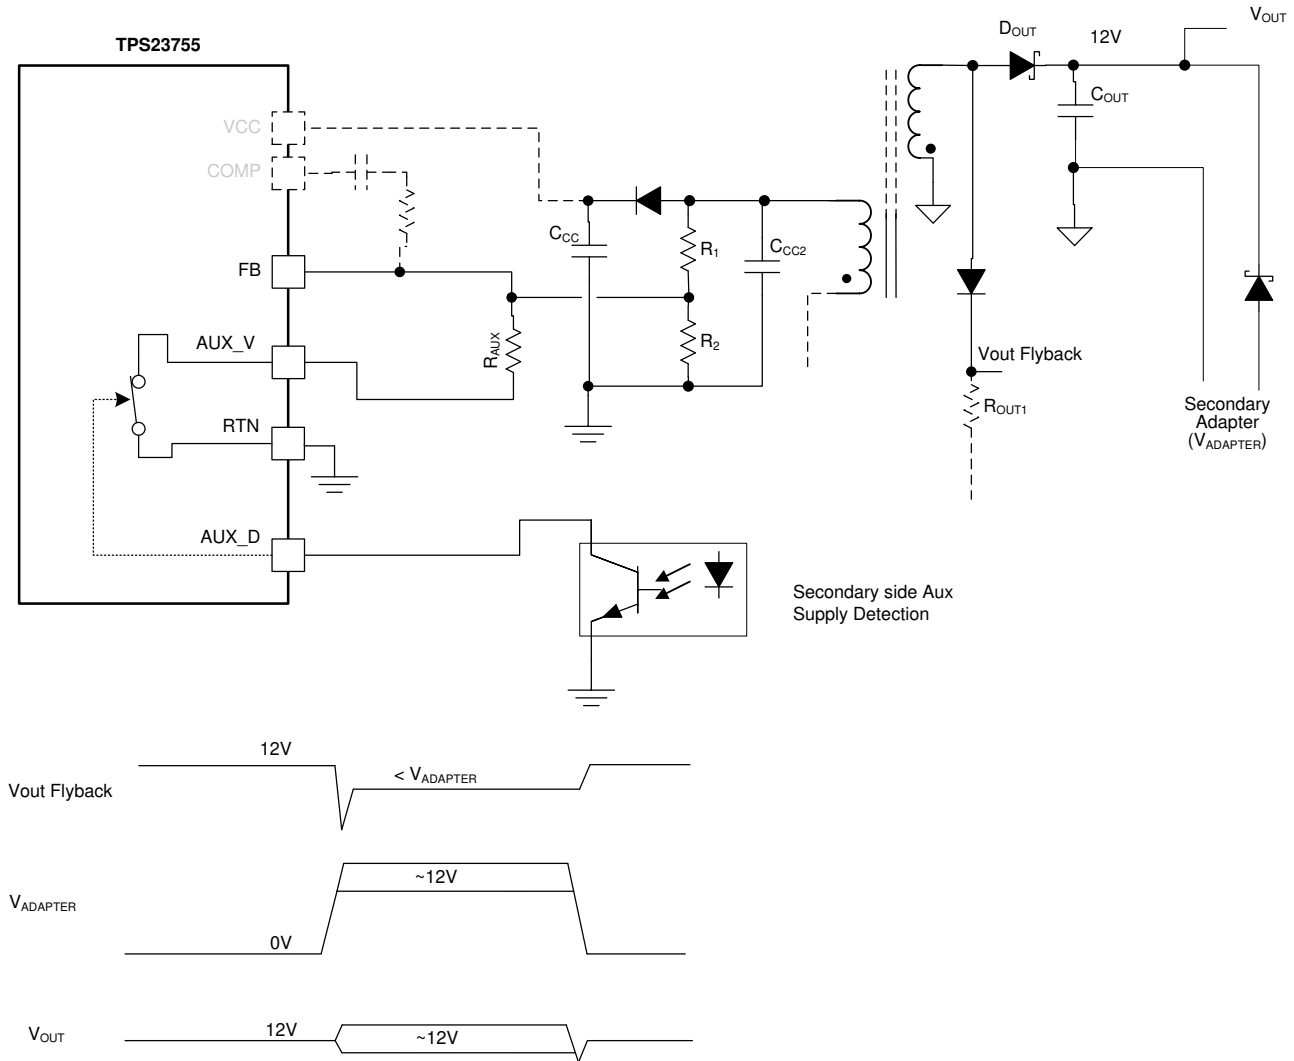 TPS23755
D_OUT
V_OUT
12V
C_OUT
VCC
COMP
FB
AUX_V
RTN
AUX_D
C_CC
R_1
C_CC2
R_2
R_AUX
Vout Flyback
R_OUT1
Secondary
Adapter
(V_ADAPTER)
Secondary side Aux
Supply Detection
Vout Flyback
12V
< V_ADAPTER
V_ADAPTER
0V
~12V
V_OUT
12V
~12V